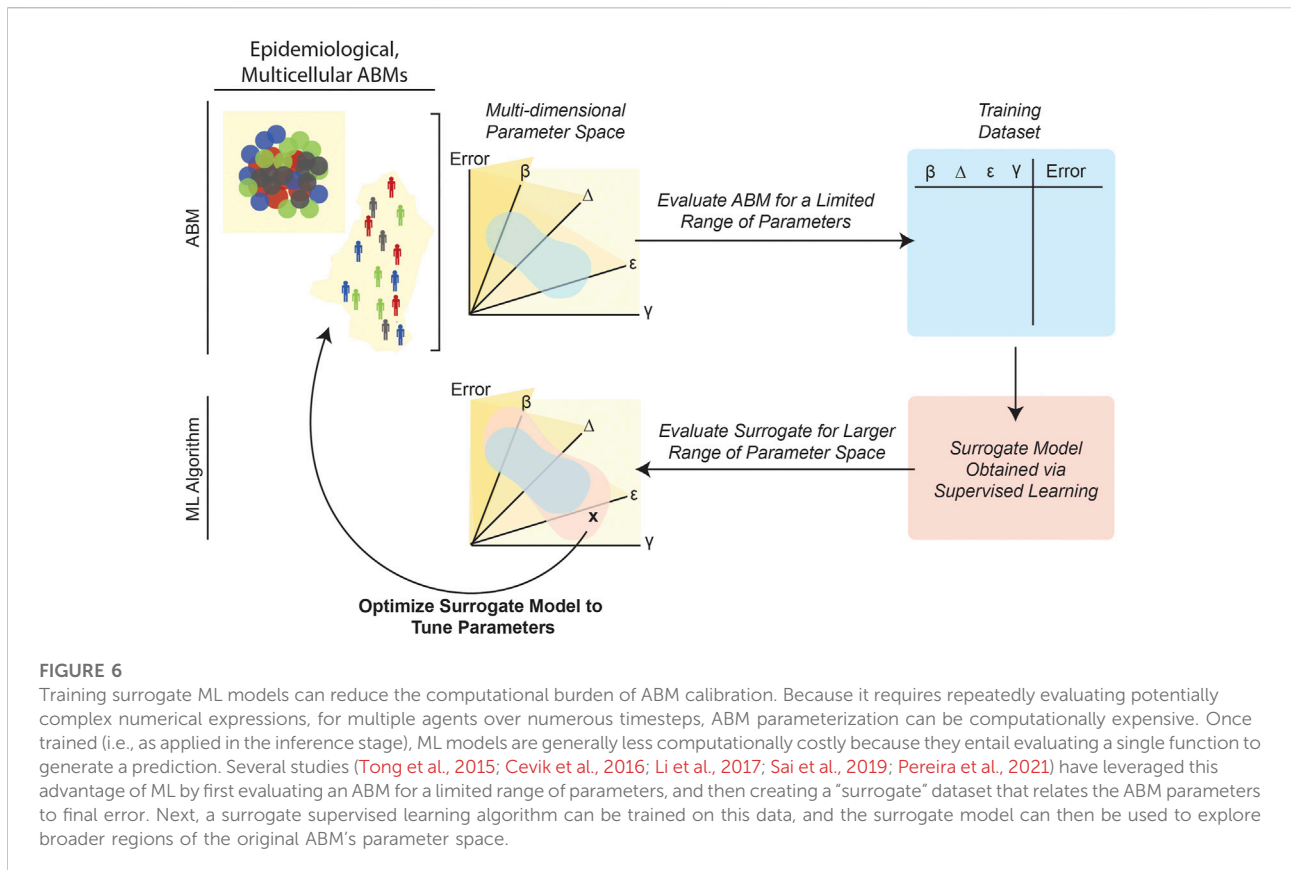 Epidemiological,
Multicellular ABMs
ABM
Multi-dimensional
Parameter Space
Error
β
Δ
ε
γ
Evaluate ABM for a Limited
Range of Parameters
Training
Dataset
β Δ ε γ Error
ML Algorithm
Error
β
Δ
ε
x
γ
Evaluate Surrogate for Larger
Range of Parameter Space
Surrogate Model
Obtained via
Supervised Learning
Optimize Surrogate Model to
Tune Parameters
FIGURE 6
Training surrogate ML models can reduce the computational burden of ABM calibration. Because it requires repeatedly evaluating potentially
complex numerical expressions, for multiple agents over numerous timesteps, ABM parameterization can be computationally expensive. Once
trained (i.e., as applied in the inference stage), ML models are generally less computationally costly because they entail evaluating a single function to
generate a prediction. Several studies (Tong et al., 2015; Cevik et al., 2016; Li et al., 2017; Sai et al., 2019; Pereira et al., 2021) have leveraged this
advantage of ML by first evaluating an ABM for a limited range of parameters, and then creating a “surrogate” dataset that relates the ABM parameters
to final error. Next, a surrogate supervised learning algorithm can be trained on this data, and the surrogate model can then be used to explore
broader regions of the original ABM’s parameter space.